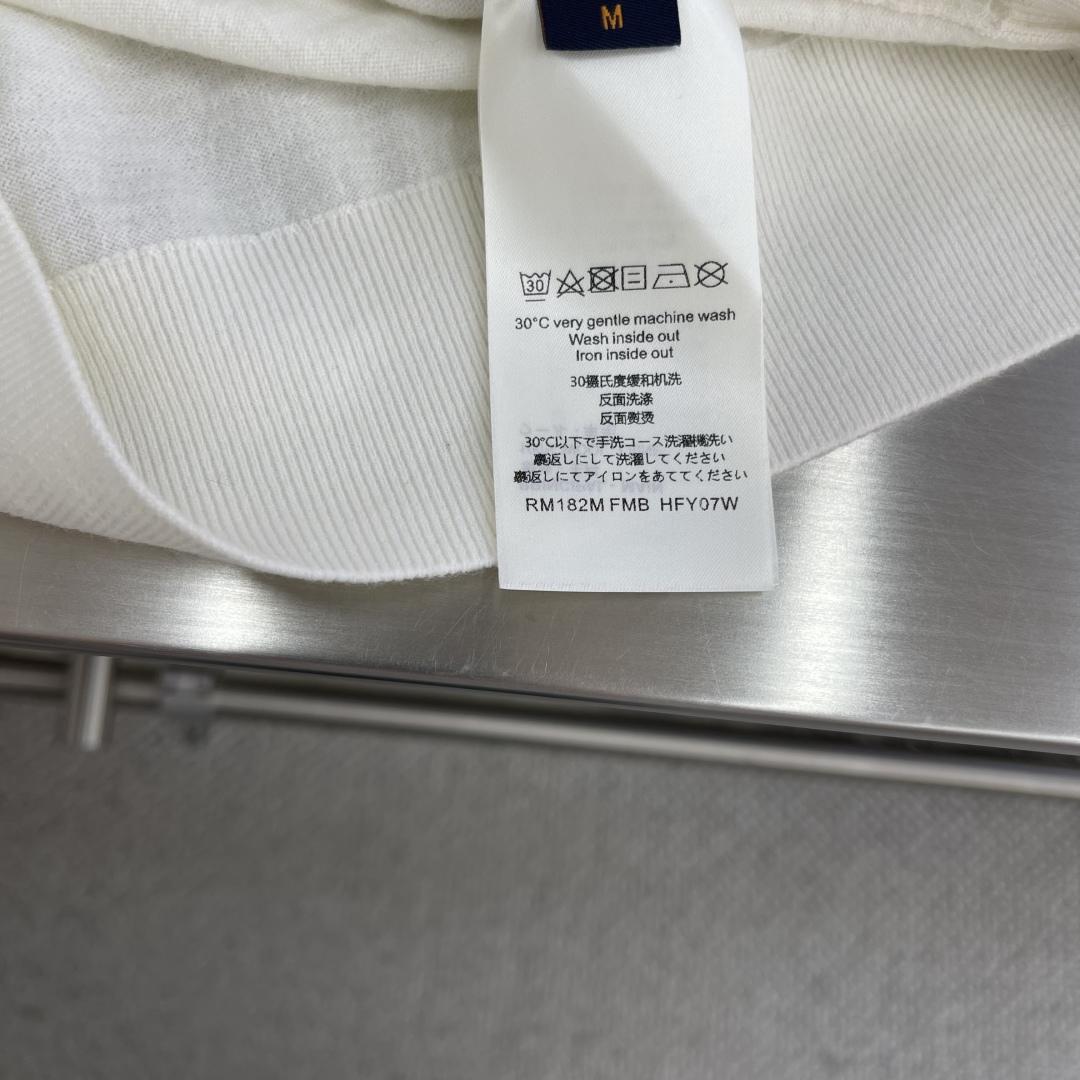 M
30
30°C very gentle machine wash
Wash inside out
Iron inside out
30摄氏度缓和机洗
反面洗涤
反面熨烫
30℃以下で手洗コース洗濯機洗い
裏返しにして洗濯してください
裏返しにてアイロンをあててください
RM182M FMB HFY07W